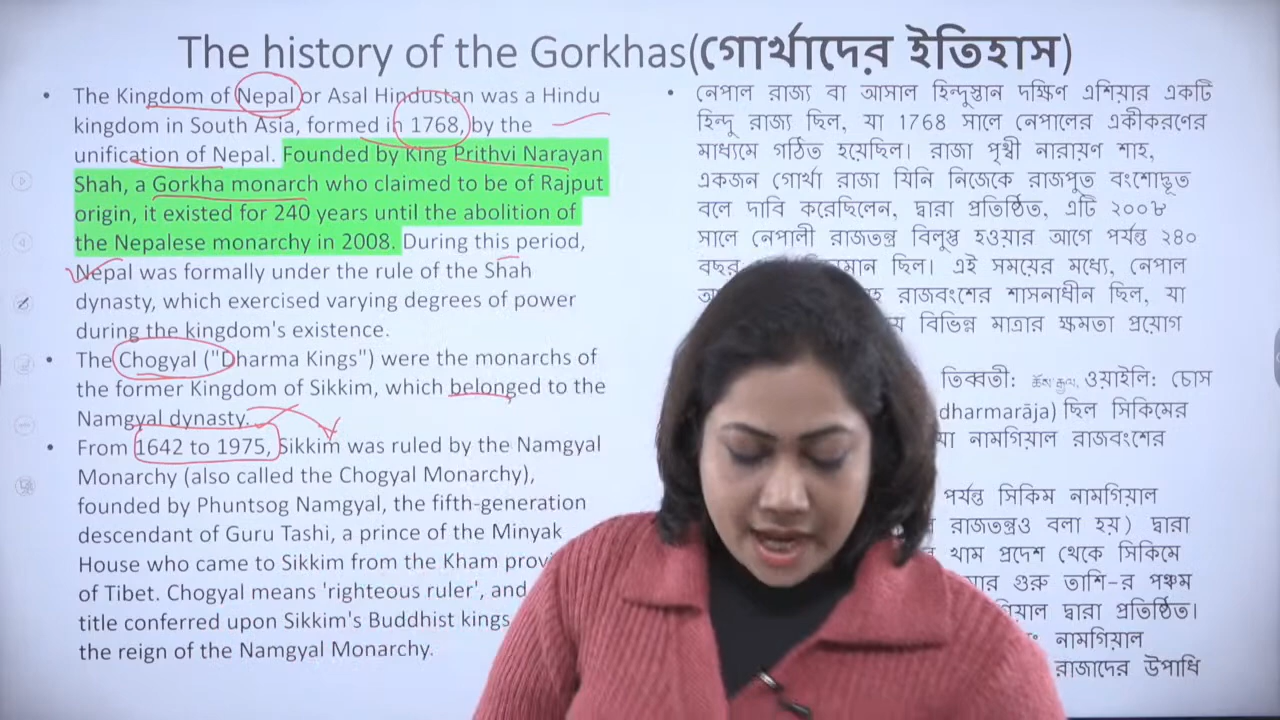 The history of the Gorkhas(গোর্খাদের ইতিহাস)
• The Kingdom of Nepal or Asal Hindustan was a Hindu
kingdom in South Asia, formed in 1768, by the
unification of Nepal. Founded by King Prithvi Narayan
Shah, a Gorkha monarch who claimed to be of Rajput
origin, it existed for 240 years until the abolition of
the Nepalese monarchy in 2008. During this period,
Nepal was formally under the rule of the Shah
dynasty, which exercised varying degrees of power
during the kingdom's existence.
• The Chogyal ("Dharma Kings") were the monarchs of
the former Kingdom of Sikkim, which belonged to the
Namgyal dynasty.
• From 1642 to 1975, Sikkim was ruled by the Namgyal
Monarchy (also called the Chogyal Monarchy),
founded by Phuntsog Namgyal, the fifth-generation
descendant of Guru Tashi, a prince of the Minyak
House who came to Sikkim from the Kham
of Tibet. Chogyal means 'righteous ruler', and
title conferred upon Sikkim's Buddhist kings
the reign of the Namgyal Monarchy.
• নেপাল রাজ্য বা আসাল হিন্দুস্তান দক্ষিণ এশিয়ার একটি
হিন্দু রাজ্য ছিল, যা 1768 সালে নেপালের একীকরণের
মাধ্যমে গঠিত হয়েছিল। রাজা পৃথ্বী নারায়ণ শাহ,
একজন গোর্খা রাজা যিনি নিজেকে রাজপুত বংশোদ্ভূত
বলে দাবি করেছিলেন, দ্বারা প্রতিষ্ঠিত, এটি ২০০৮
সালে নেপালী রাজতন্ত্র বিলুপ্ত হওয়ার আগে পর্যন্ত ২৪০
বছর ছিল। এই সময়ের মধ্যে, নেপাল
রাজবংশের শাসনাধীন ছিল, যা
বিভিন্ন মাত্রার ক্ষমতা প্রয়োগ
তিব্বতী: ওয়াইলি: চোস
dharmarāja) ছিল সিকিমের
নামগিয়াল রাজবংশের
পর্যন্ত সিকিম নামগিয়াল
রাজতন্ত্রও বলা হয়) দ্বারা
খাম প্রদেশ থেকে সিকিমে
গুরু তাশি-র পঞ্চম
দ্বারা প্রতিষ্ঠিত।
নামগিয়াল
রাজাদের উপাধি